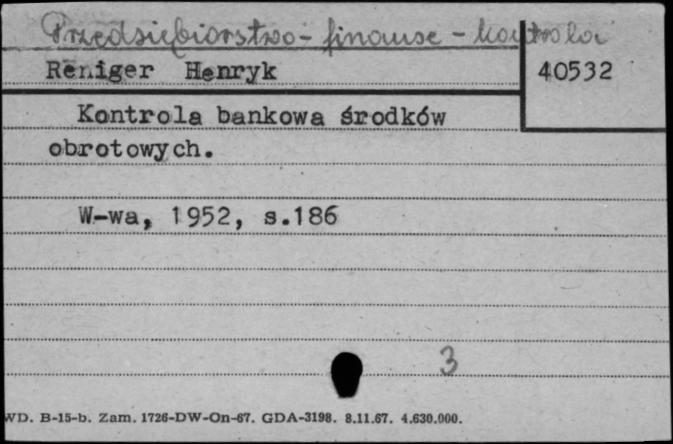 Przedsiębiorstwo - finanse - kontrola
Reniger Henryk
40532
Kontrola bankowa środków
obrotowych.
W-wa, 1952, s.186
3
WD. B-15-b. Zam. 1726-DW-On-67. GDA-3198. 8.11.67. 4.630.000.